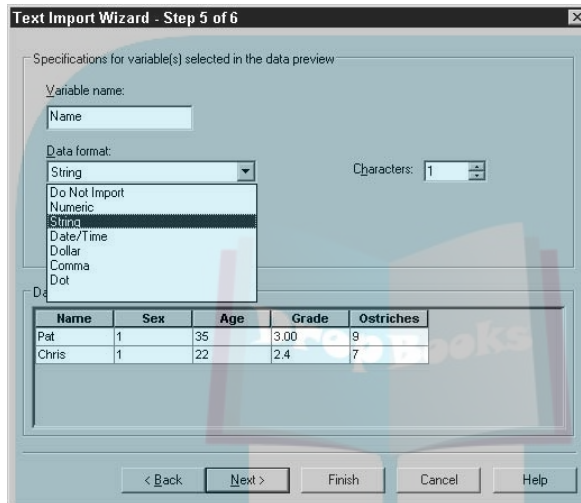 Text Import Wizard - Step 5 of 6
Specifications for variable(s) selected in the data preview
Variable name:
Name
Data format:
String
Characters: 1
Do Not Import
Numeric
String
Date/Time
Dollar
Comma
Dot
Name Sex Age Grade Ostriches
Pat 1 35 3.00 9
Chris 1 22 2.4 7
DropBooks
< Back Next > Finish Cancel Help